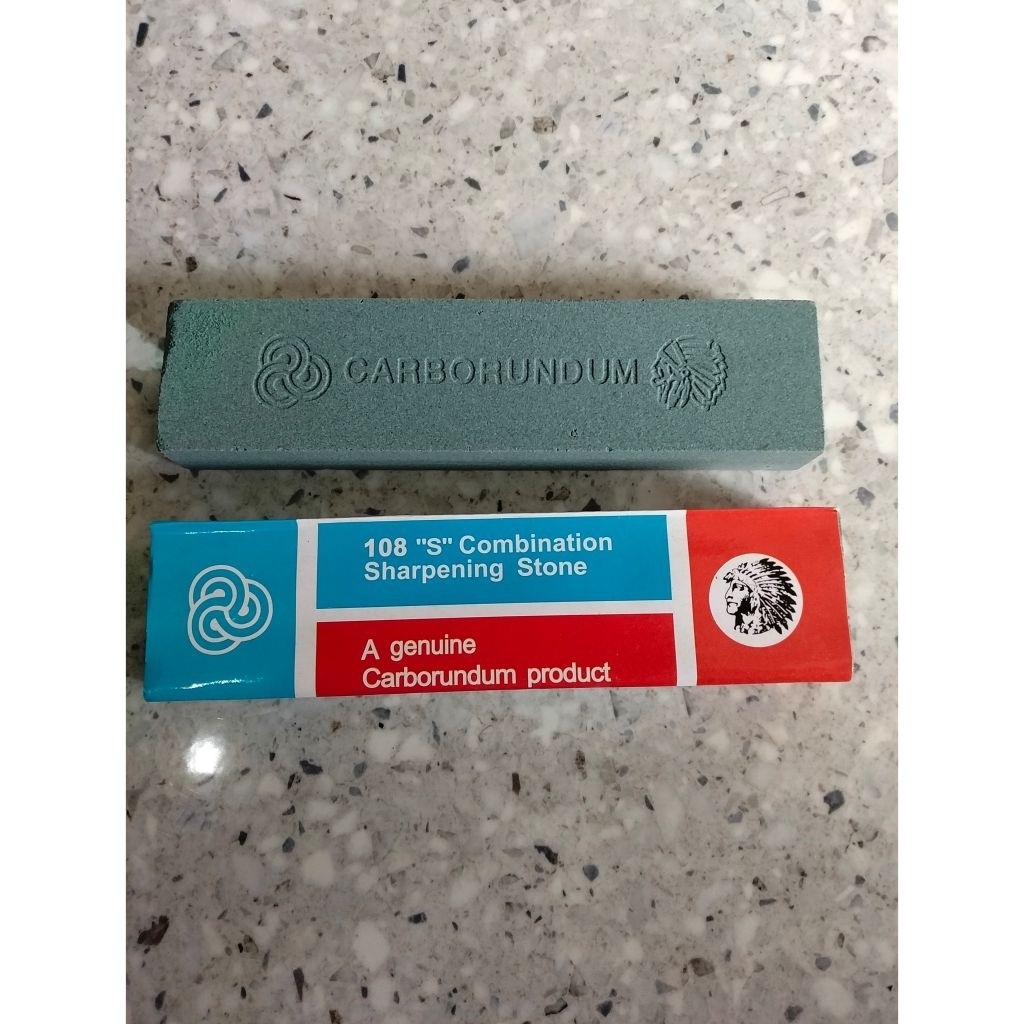 CARBORUNDUM
108 "S" Combination
Sharpening Stone
A genuine
Carborundum product